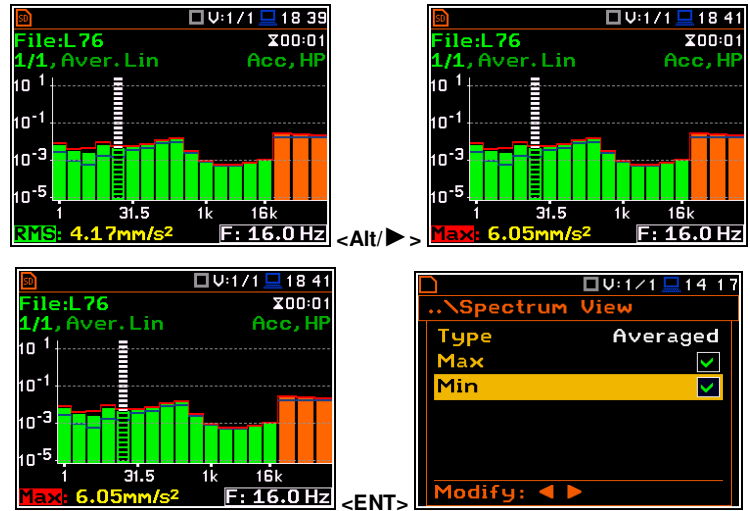 SD V:1/1 18 39
File:L76 00:01
1/1, Aver.Lin Acc,HP
10 1
10-1
10-3
10-5
1 31.5 1k 16k
RMS: 4.17mm/s2 F: 16.0 Hz
<Alt/▶ >
SD V:1/1 18 41
File:L76 00:01
1/1, Aver.Lin Acc,HP
10 1
10-1
10-3
10-5
1 31.5 1k 16k
Max: 6.05mm/s2 F: 16.0 Hz
SD V:1/1 18 41
File:L76 00:01
1/1, Aver.Lin Acc,HP
10 1
10-1
10-3
10-5
1 31.5 1k 16k
Max: 6.05mm/s2 F: 16.0 Hz
<ENT>
V:1/1 14 17
..\Spectrum View
Type Averaged
Max
Min
Modify: ◀ ▶